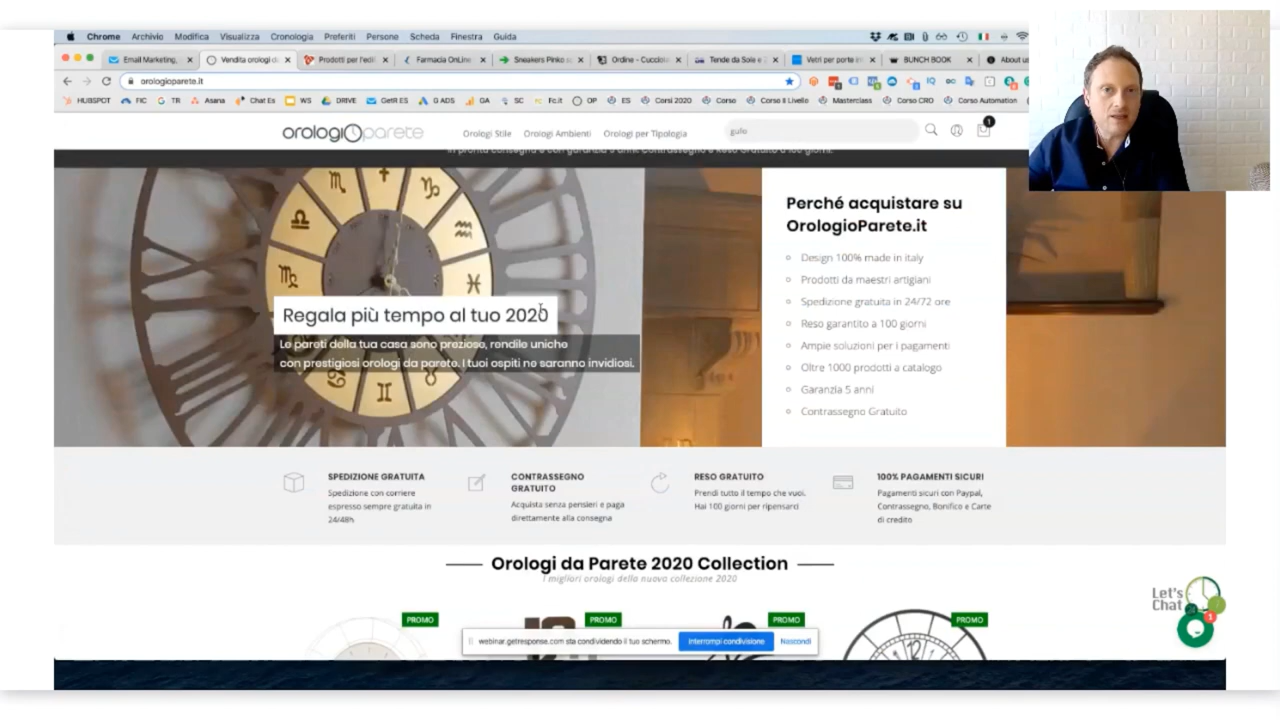 Chrome Archivio Modifica Visualizza Cronologia Preferiti Persone Scheda Finestra Guida
Email Marketing, Vendita orologi d Prodotti per l'edil Farmacia OnLine Sneakers Pinko s Ordine - Cucciolo Tende da Sole e Vetri per porte in BUNCH BOOK About us
orologioparete.it
HUBSPOT FIC TR Asana Chat Es WS DRIVE GetR ES G ADS GA SC Fc.it OP ES Corsi 2020 Corso Corso II Livello Masterclass Corso CRO Corso Automation
orologioparete Orologi Stile Orologi Ambienti Orologi per Tipologia gufo 1
In pronta consegna e con garanzia 5 anni. Contrassegno e Reso Gratuito a 100 giorni.
Perché acquistare su
OrologioParete.it
Design 100% made in italy
Prodotti da maestri artigiani
Spedizione gratuita in 24/72 ore
Reso garantito a 100 giorni
Ampie soluzioni per i pagamenti
Oltre 1000 prodotti a catalogo
Garanzia 5 anni
Contrassegno Gratuito
Regala più tempo al tuo 2020
Le pareti della tua casa sono preziose, rendile uniche
con prestigiosi orologi da parete. I tuoi ospiti ne saranno invidiosi.
SPEDIZIONE GRATUITA
Spedizione con corriere
espresso sempre gratuita in
24/48h
CONTRASSEGNO
GRATUITO
Acquista senza pensieri e paga
direttamente alla consegna
RESO GRATUITO
Prendi tutto il tempo che vuoi.
Hai 100 giorni per ripensarci
100% PAGAMENTI SICURI
Pagamenti sicuri con Paypal,
Contrassegno, Bonifico e Carte
di credito
Orologi da Parete 2020 Collection
I migliori orologi della nuova collezione 2020
Let's
Chat
1
PROMO PROMO PROMO PROMO
webinar.getresponse.com sta condividendo il tuo schermo. Interrompi condivisione Nascondi
12